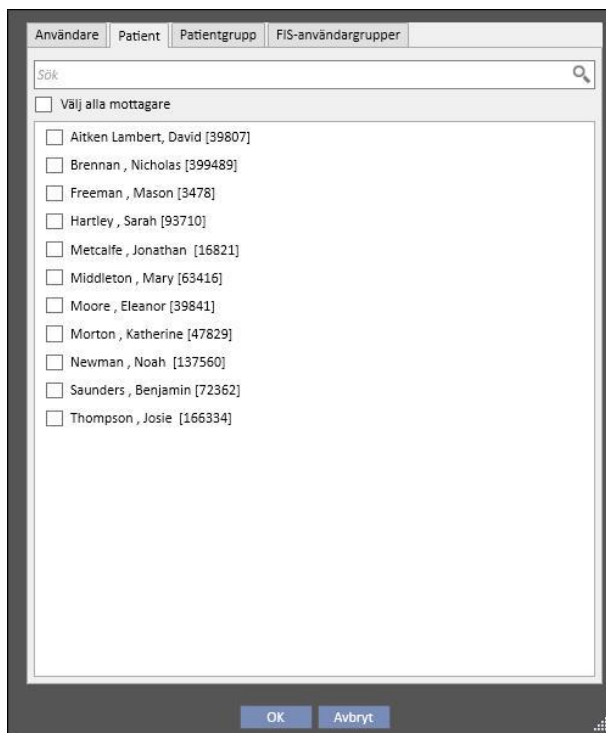 Användare Patient Patientgrupp FIS-användargrupper
Sök
Välj alla mottagare
Aitken Lambert, David [39807]
Brennan , Nicholas [399489]
Freeman , Mason [3478]
Hartley , Sarah [93710]
Metcalfe , Jonathan [16821]
Middleton , Mary [63416]
Moore , Eleanor [39841]
Morton , Katherine [47829]
Newman , Noah [137560]
Saunders , Benjamin [72362]
Thompson , Josie [166334]
OK Avbryt